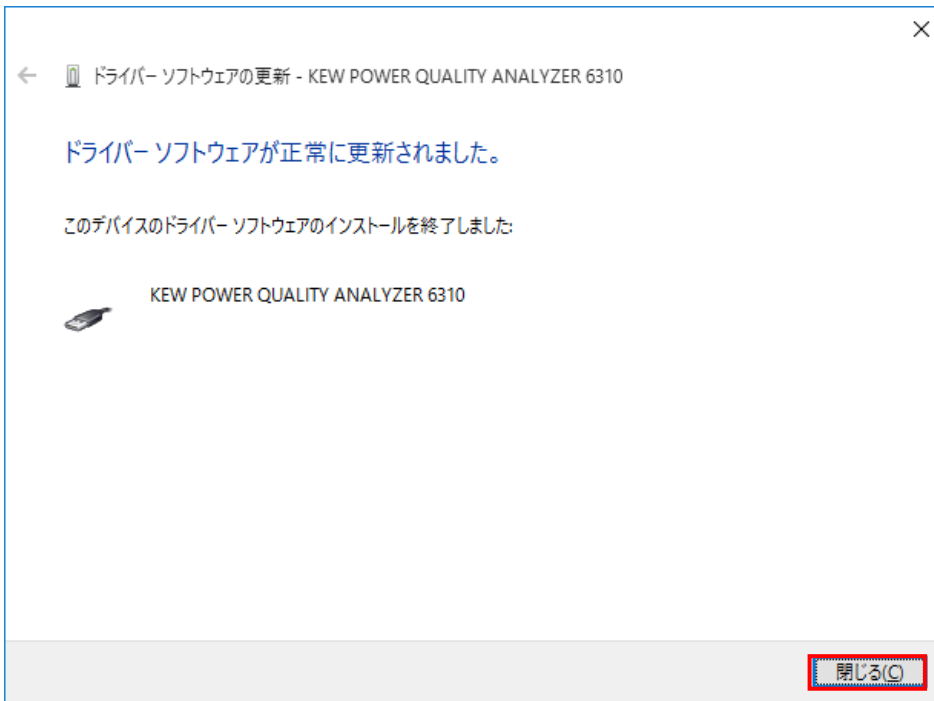 ドライバー ソフトウェアの更新 - KEW POWER QUALITY ANALYZER 6310
ドライバー ソフトウェアが正常に更新されました。
このデバイスのドライバー ソフトウェアのインストールを終了しました:
KEW POWER QUALITY ANALYZER 6310
閉じる(C)